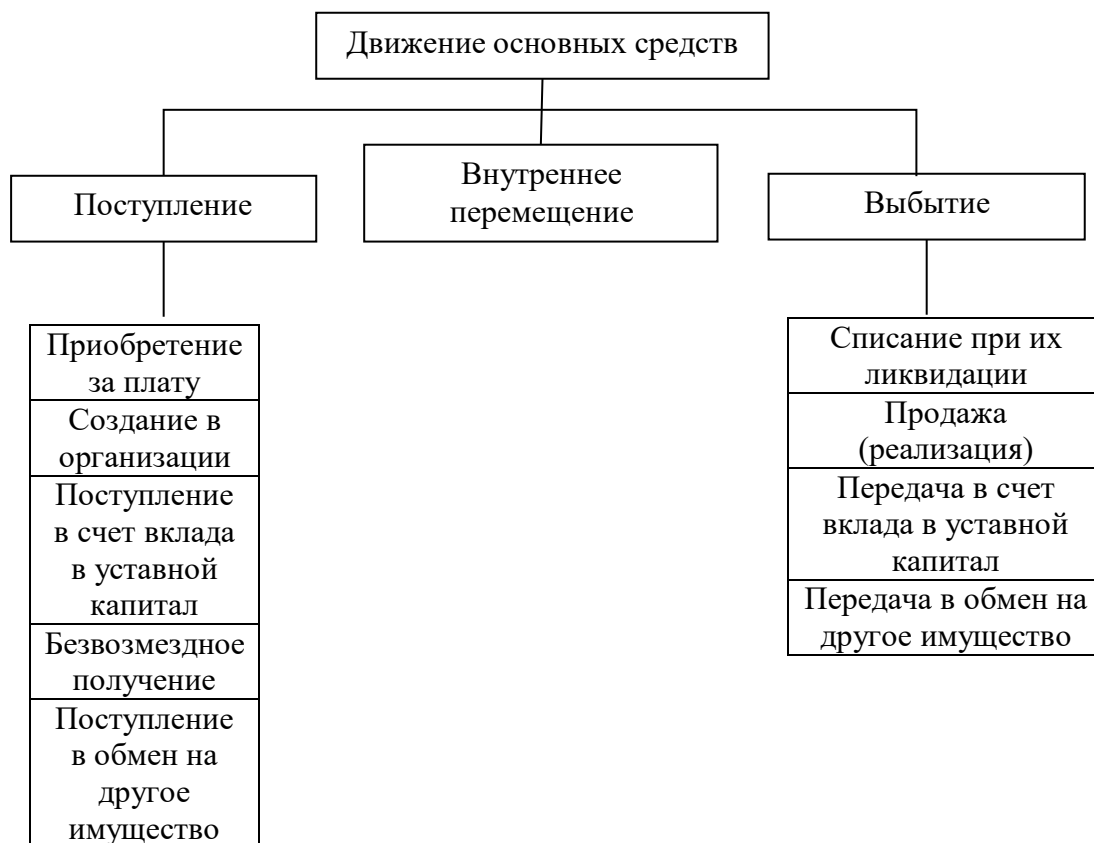 Движение основных средств
Поступление
Внутреннее
перемещение
Выбытие
Приобретение
за плату
Создание в
организации
Поступление
в счет вклада
в уставной
капитал
Безвозмездное
получение
Поступление
в обмен на
другое
имущество
Списание при их
ликвидации
Продажа
(реализация)
Передача в счет
вклада в уставной
капитал
Передача в обмен на
другое имущество